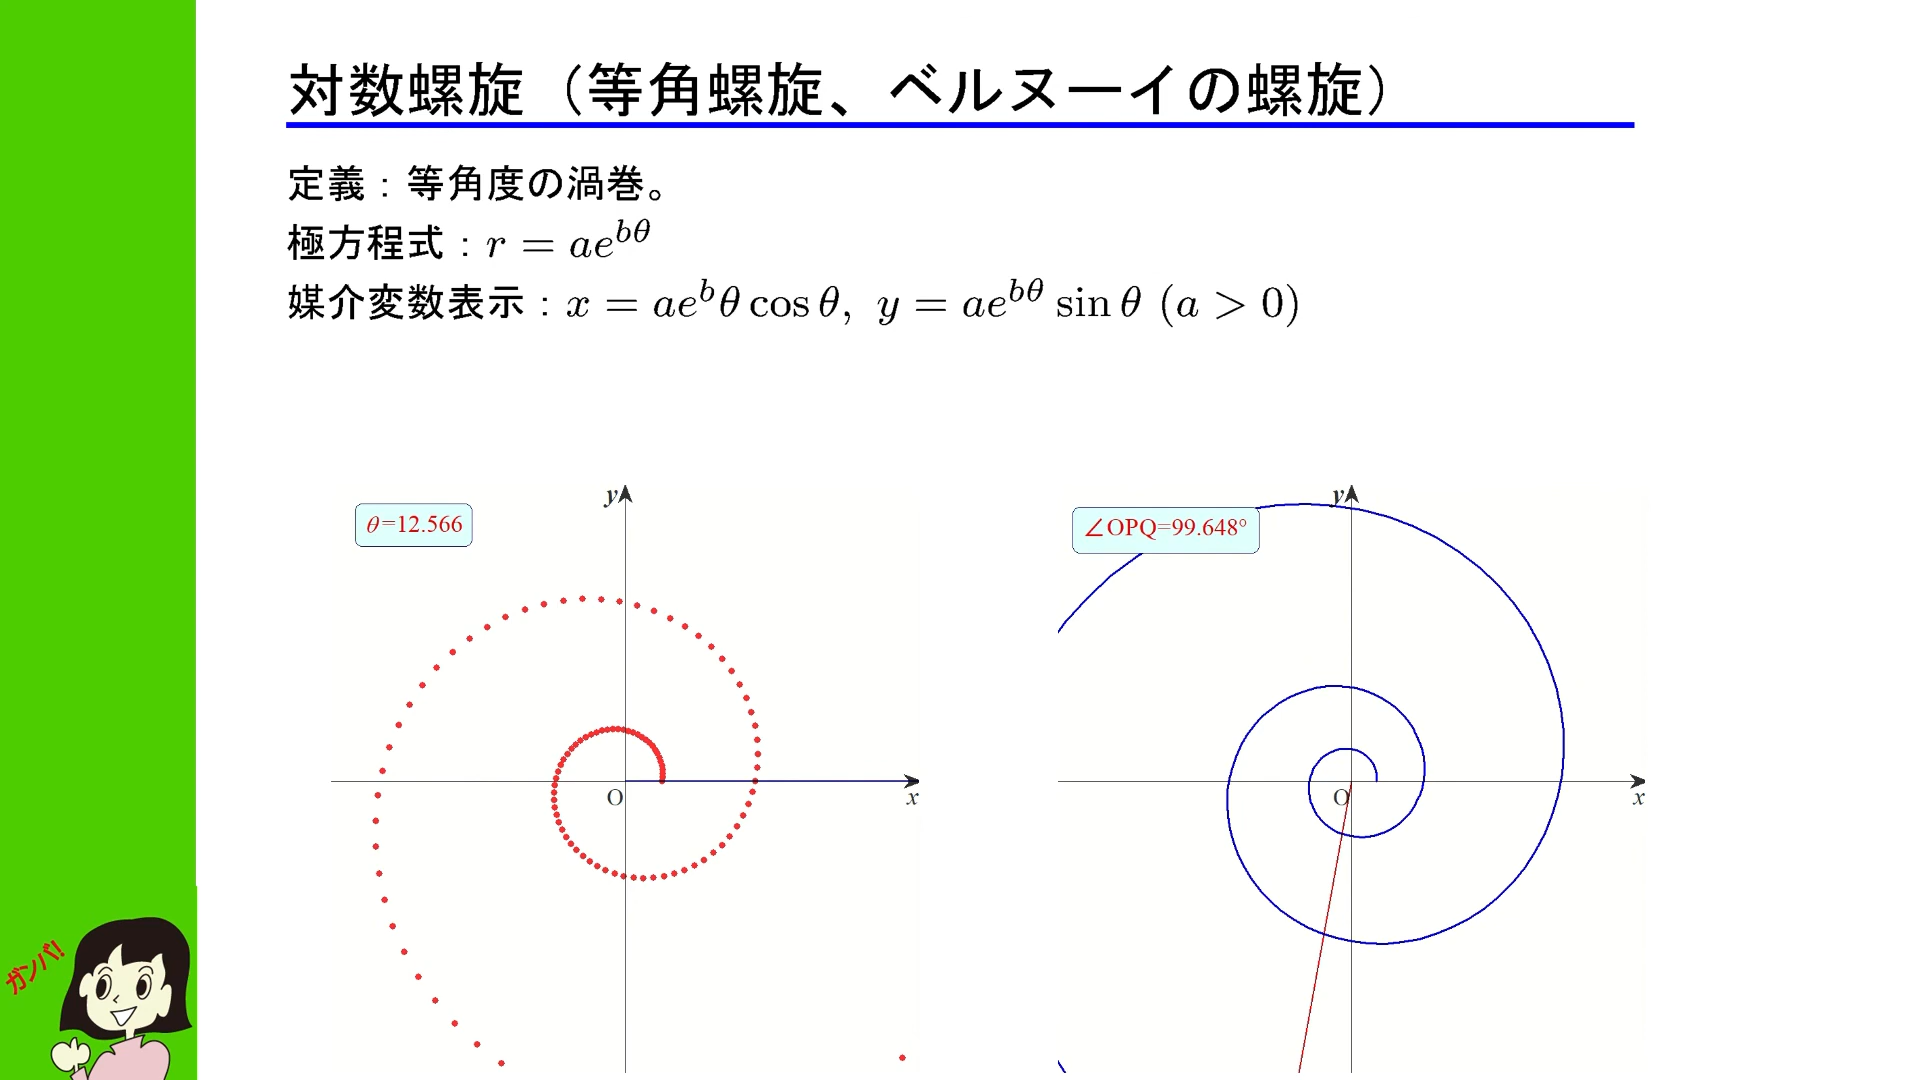 対数螺旋（等角螺旋、ベルヌーイの螺旋）
定義：等角度の渦巻。
極方程式：r = ae^{bθ}
媒介変数表示：x = ae^bθ cos θ, y = ae^{bθ} sin θ (a > 0)
y
θ=12.566
O
x
y
∠OPQ=99.648°
O
x
ガンバ!